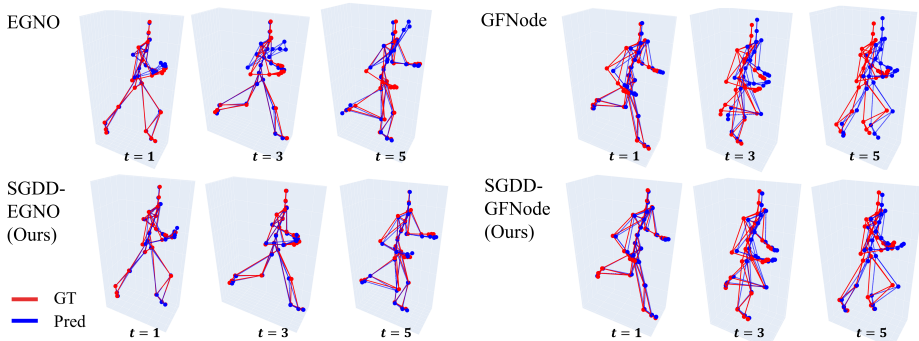 EGNO
t = 1
t = 3
t = 5
GFNode
t = 1
t = 3
t = 5
SGDD-
EGNO
(Ours)
GT
Pred
t = 1
t = 3
t = 5
SGDD-
GFNode
(Ours)
t = 1
t = 3
t = 5